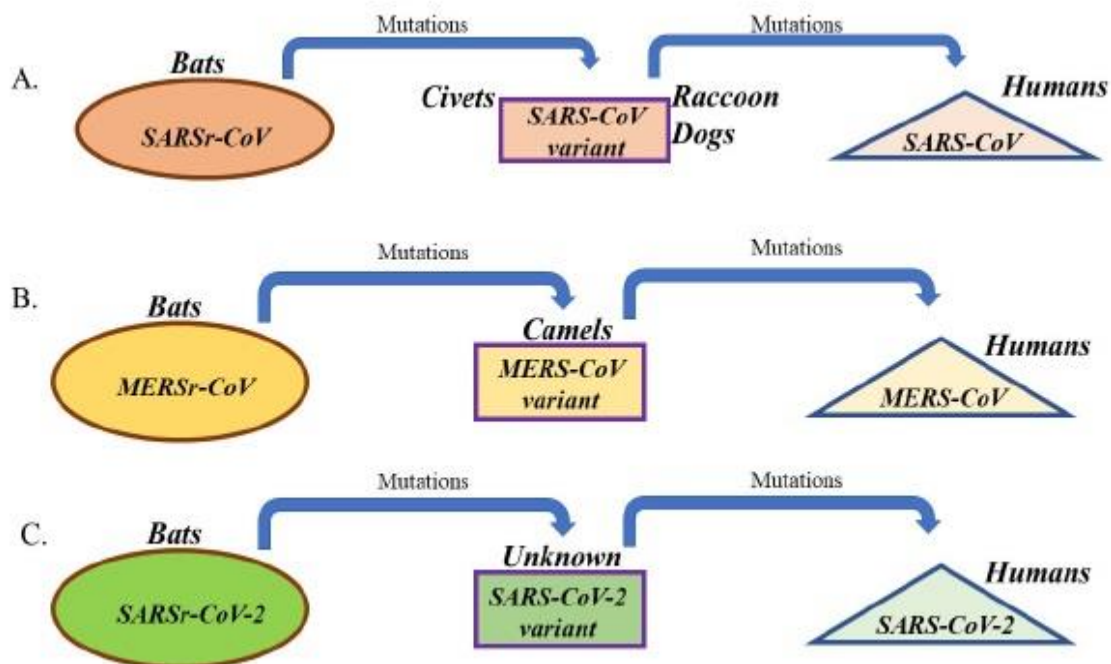 Mutations
Mutations
A.
Bats
SARSr-CoV
Civets
SARS-CoV
variant
Raccoon
Dogs
Humans
SARS-CoV
Mutations
Mutations
B.
Bats
MERSr-CoV
Camels
MERS-CoV
variant
Humans
MERS-CoV
Mutations
Mutations
C.
Bats
SARSr-CoV-2
Unknown
SARS-CoV-2
variant
Humans
SARS-CoV-2